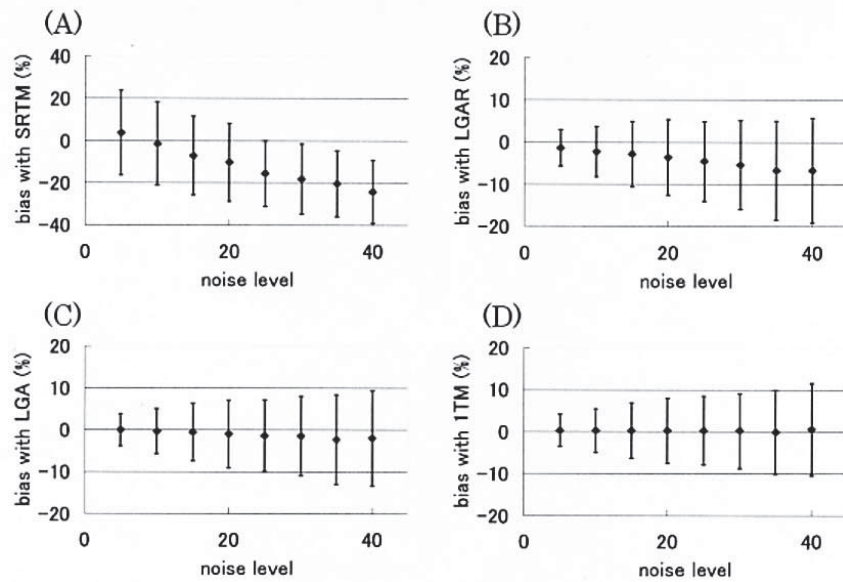 (A)
bias with SRTM (%)
40
20
0
−20
−40
0
20
40
noise level
(B)
bias with LGAR (%)
20
10
0
−10
−20
0
20
40
noise level
(C)
bias with LGA (%)
20
10
0
−10
−20
0
20
40
noise level
(D)
bias with 1TM (%)
20
10
0
−10
−20
0
20
40
noise level